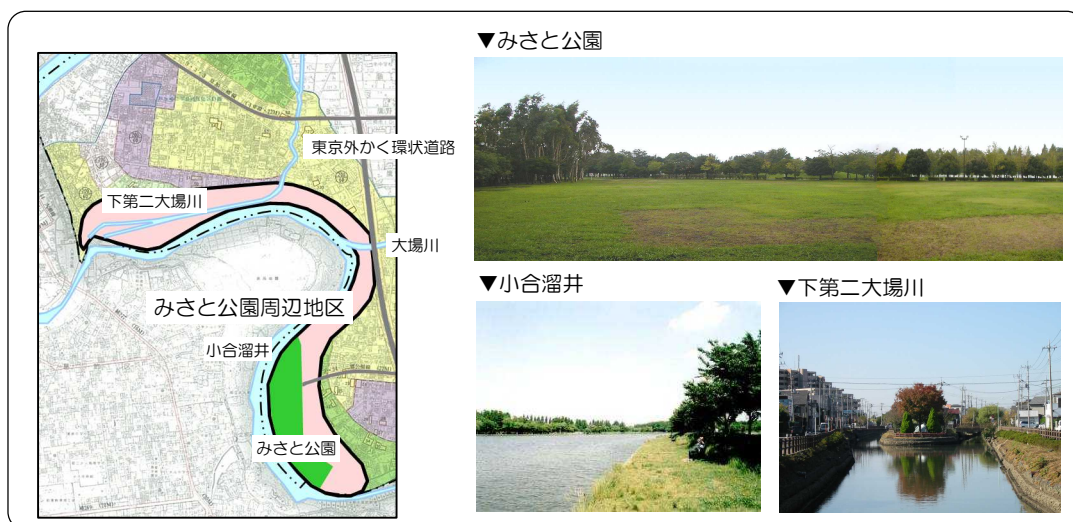 ▼みさと公園
東京外かく環状道路
下第二大場川
大場川
みさと公園周辺地区
小合溜井
みさと公園
▼小合溜井
▼下第二大場川